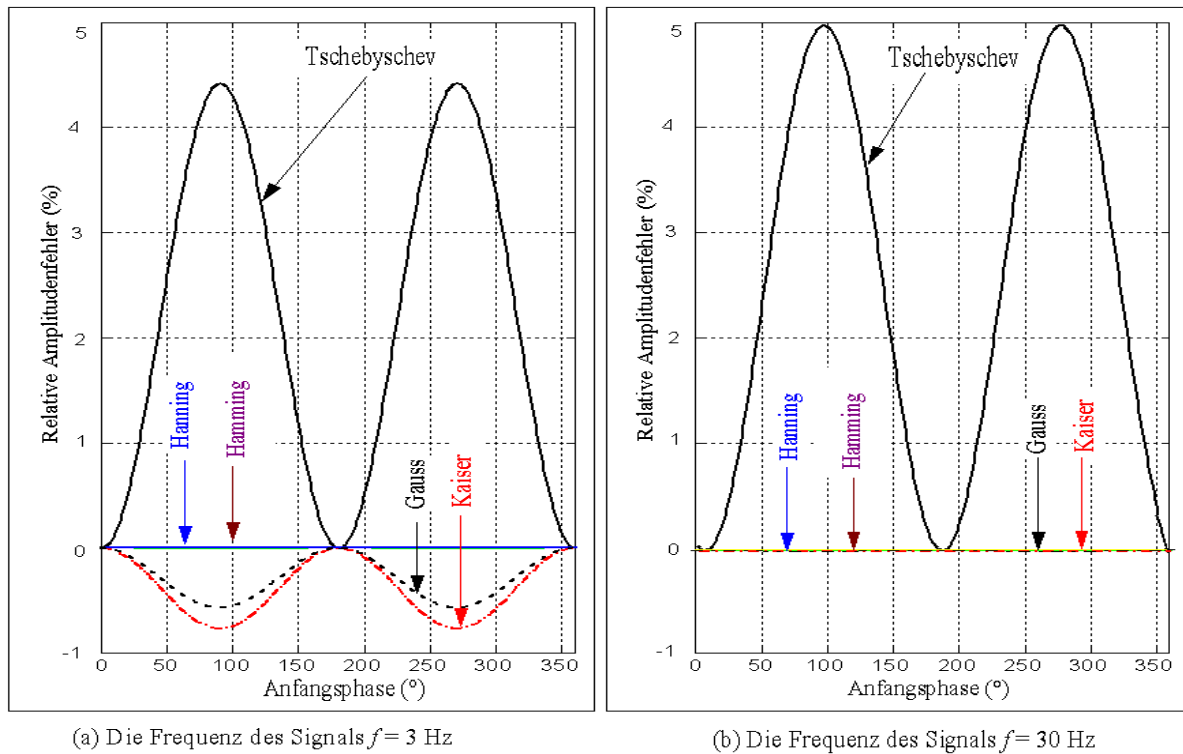 5
4
3
2
1
0
-1
Relative Amplitudenfehler (%)
Tschebyschev
Hanning
Hamming
Gauss
Kaiser
0 50 100 150 200 250 300 350
Anfangsphase (°)
(a) Die Frequenz des Signals f = 3 Hz
5
4
3
2
1
0
-1
Relative Amplitudenfehler (%)
Tschebyschev
Hanning
Hamming
Gauss
Kaiser
0 50 100 150 200 250 300 350
Anfangsphase (°)
(b) Die Frequenz des Signals f = 30 Hz